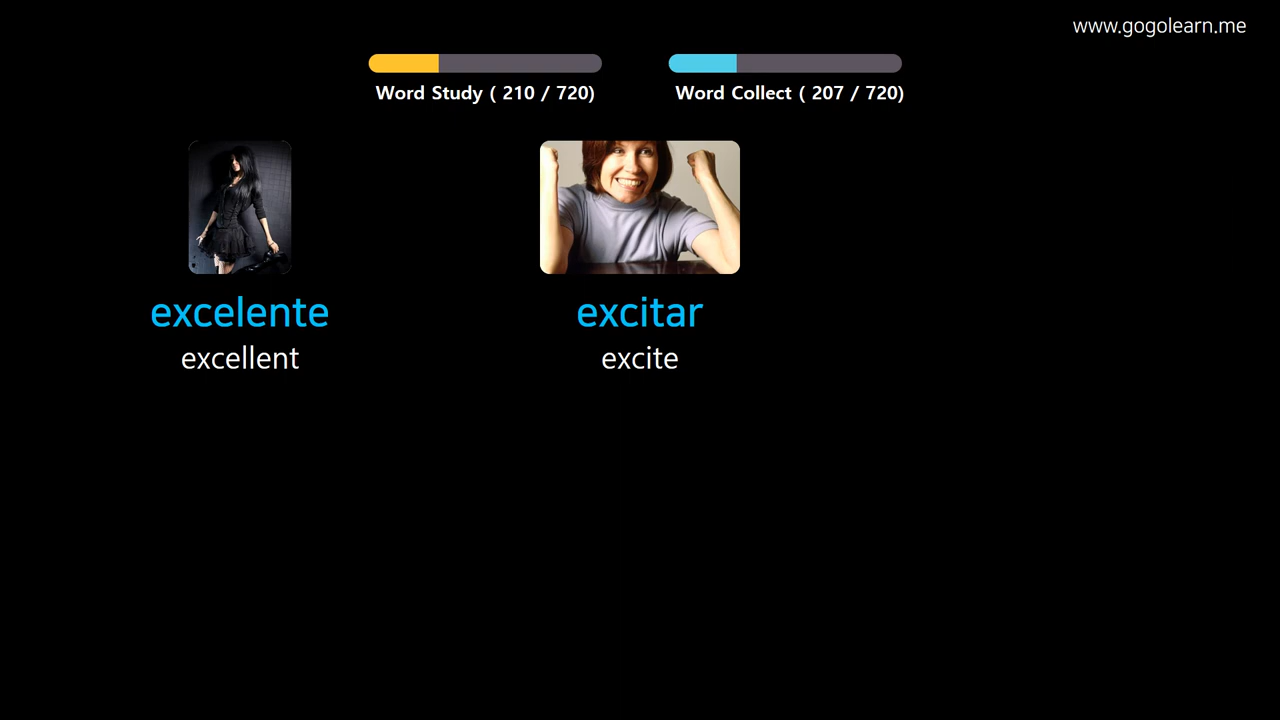 www.gogolearn.me
Word Study ( 210 / 720)
Word Collect ( 207 / 720)
excelente
excellent
excitar
excite